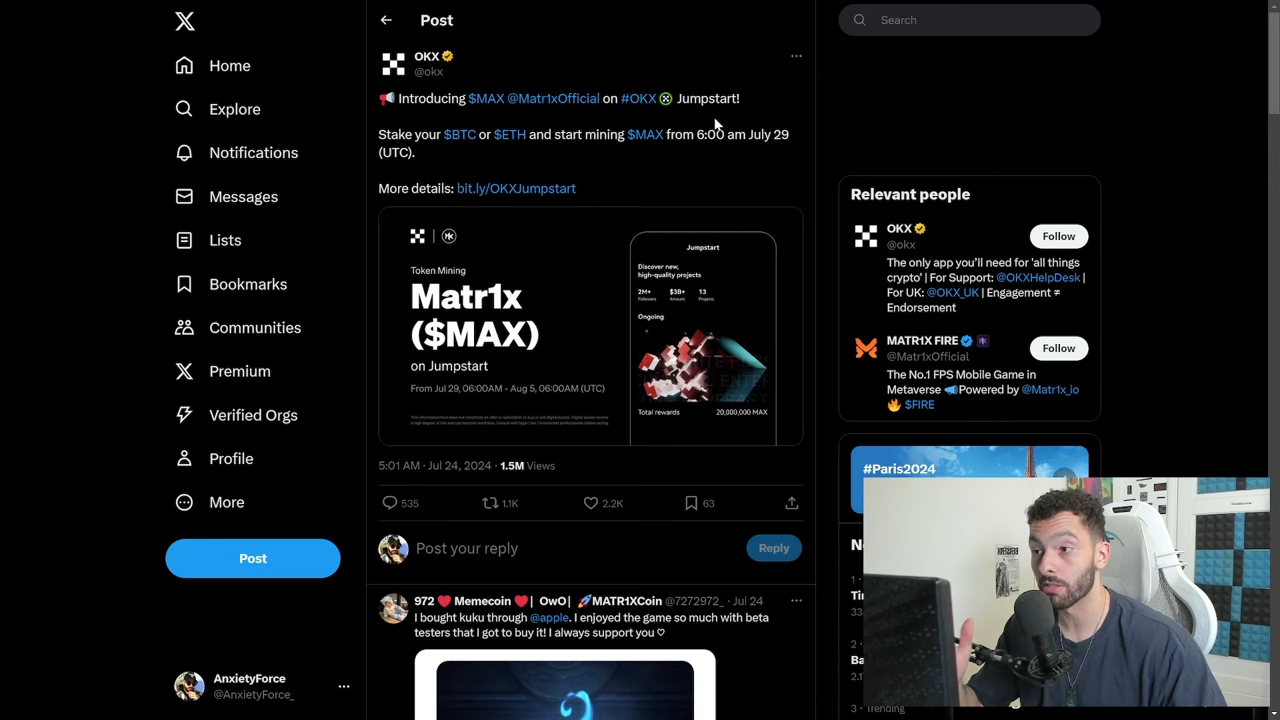 Post
Search
Home
Explore
Notifications
Messages
Lists
Bookmarks
Communities
Premium
Verified Orgs
Profile
More
Post
AnxietyForce
@AnxietyForce_
OKX
@okx
Introducing $MAX @Matr1xOfficial on #OKX Jumpstart!
Stake your $BTC or $ETH and start mining $MAX from 6:00 am July 29
(UTC).
More details: bit.ly/OKXJumpstart
Token Mining
Matr1x
($MAX)
on Jumpstart
From Jul 29, 06:00AM - Aug 5, 06:00AM (UTC)
Jumpstart
Discover new,
high-quality projects
2M+ $3B+ 13
Followers Amount Projects
Ongoing
Total rewards 20,000,000 MAX
5:01 AM · Jul 24, 2024 · 1.5M Views
535 1.1K 2.2K 63
Post your reply
Reply
972 ❤️ Memecoin ❤️| OwO| 🚀MATR1XCoin @7272972_ · Jul 24
I bought kuku through @apple. I enjoyed the game so much with beta
testers that I got to buy it! I always support you ♡
Relevant people
OKX
@okx
Follow
The only app you'll need for 'all things
crypto' | For Support: @OKXHelpDesk |
For UK: @OKX_UK | Engagement ≠
Endorsement
MATR1X FIRE
@Matr1xOfficial
Follow
The No.1 FPS Mobile Game in
Metaverse 📣Powered by @Matr1x_io
🔥 $FIRE
#Paris2024
1
2
3 · Trending